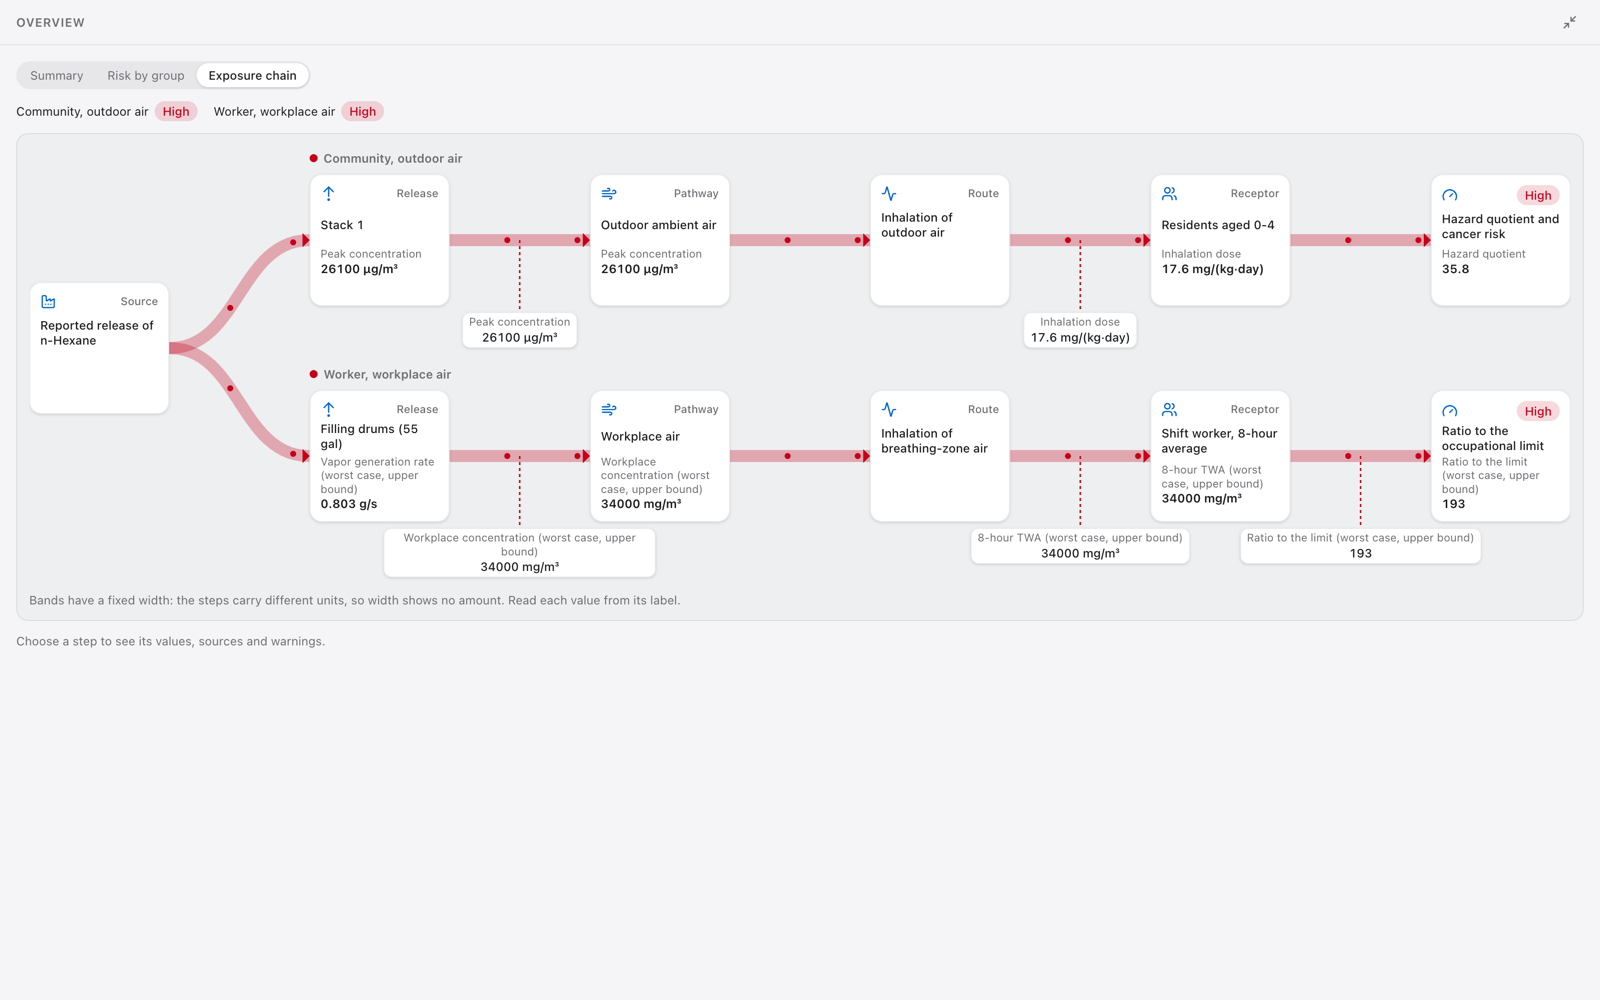 OVERVIEW
Summary
Risk by group
Exposure chain
Community, outdoor air
High
Worker, workplace air
High
Community, outdoor air
Release
Stack 1
Peak concentration
26100 µg/m³
Peak concentration
26100 µg/m³
Pathway
Outdoor ambient air
Peak concentration
26100 µg/m³
Route
Inhalation of
outdoor air
Inhalation dose
17.6 mg/(kg·day)
Receptor
Residents aged 0-4
Inhalation dose
17.6 mg/(kg·day)
High
Hazard quotient and
cancer risk
Hazard quotient
35.8
Source
Reported release of
n-Hexane
Worker, workplace air
Release
Filling drums (55
gal)
Vapor generation rate
(worst case, upper
bound)
0.803 g/s
Workplace concentration (worst case, upper
bound)
34000 mg/m³
Pathway
Workplace air
Workplace
concentration (worst
case, upper bound)
34000 mg/m³
Route
Inhalation of
breathing-zone air
8-hour TWA (worst case, upper bound)
34000 mg/m³
Receptor
Shift worker, 8-hour
average
8-hour TWA (worst
case, upper bound)
34000 mg/m³
Ratio to the limit (worst case, upper bound)
193
High
Ratio to the
occupational limit
Ratio to the limit
(worst case, upper
bound)
193
Bands have a fixed width: the steps carry different units, so width shows no amount. Read each value from its label.
Choose a step to see its values, sources and warnings.